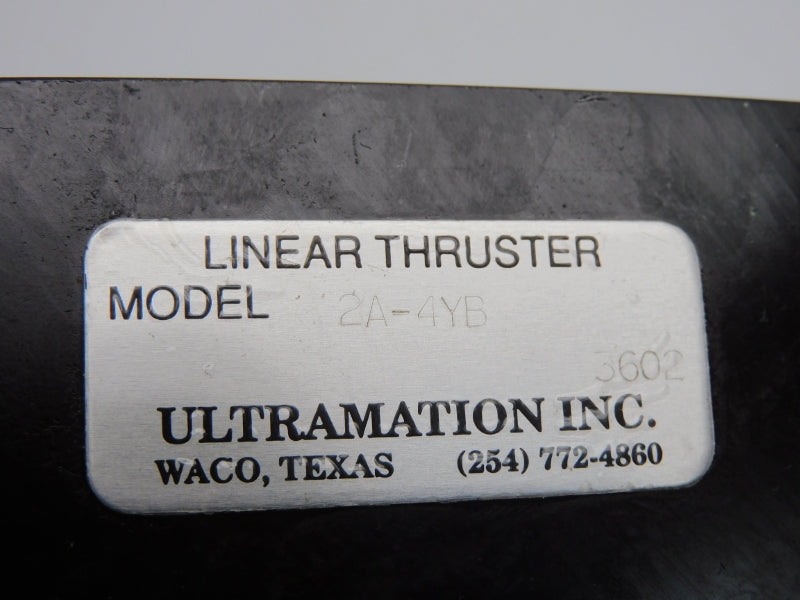 LINEAR THRUSTER
MODEL 2A-4YB
3602
ULTRAMATION INC.
WACO, TEXAS (254) 772-4860